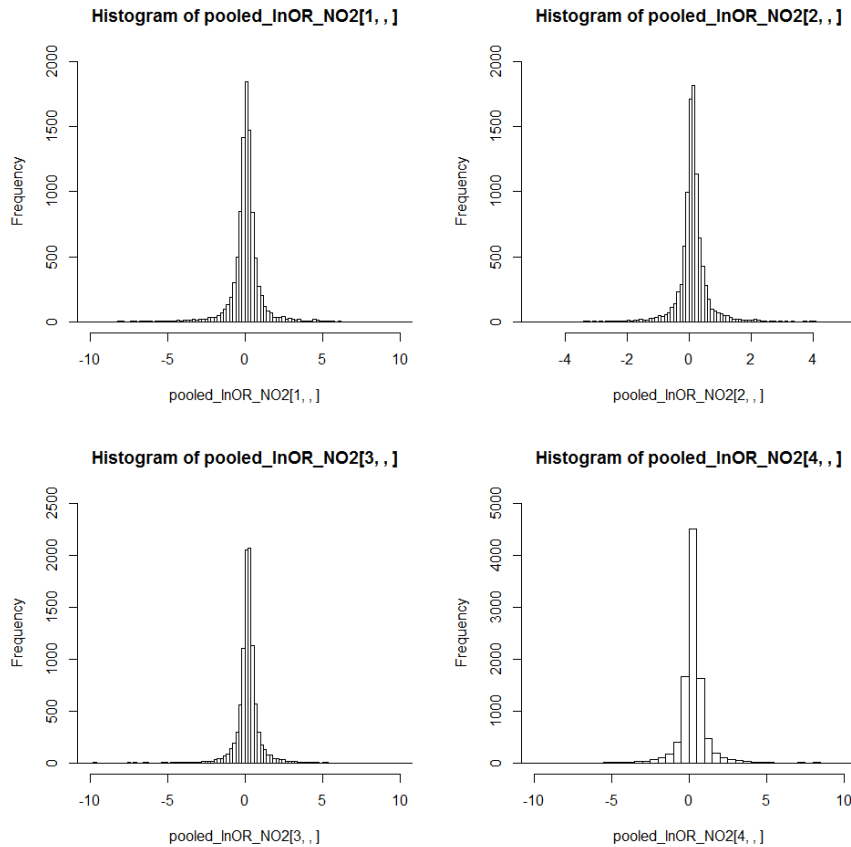 Histogram of pooled_lnOR_NO2[1, , ]
Frequency
0 500 1000 1500 2000
-10 -5 0 5 10
pooled_lnOR_NO2[1, , ]
Histogram of pooled_lnOR_NO2[2, , ]
Frequency
0 500 1000 1500 2000
-4 -2 0 2 4
pooled_lnOR_NO2[2, , ]
Histogram of pooled_lnOR_NO2[3, , ]
Frequency
0 500 1000 1500 2000 2500
-10 -5 0 5 10
pooled_lnOR_NO2[3, , ]
Histogram of pooled_lnOR_NO2[4, , ]
Frequency
0 1000 2000 3000 4000 5000
-10 -5 0 5 10
pooled_lnOR_NO2[4, , ]